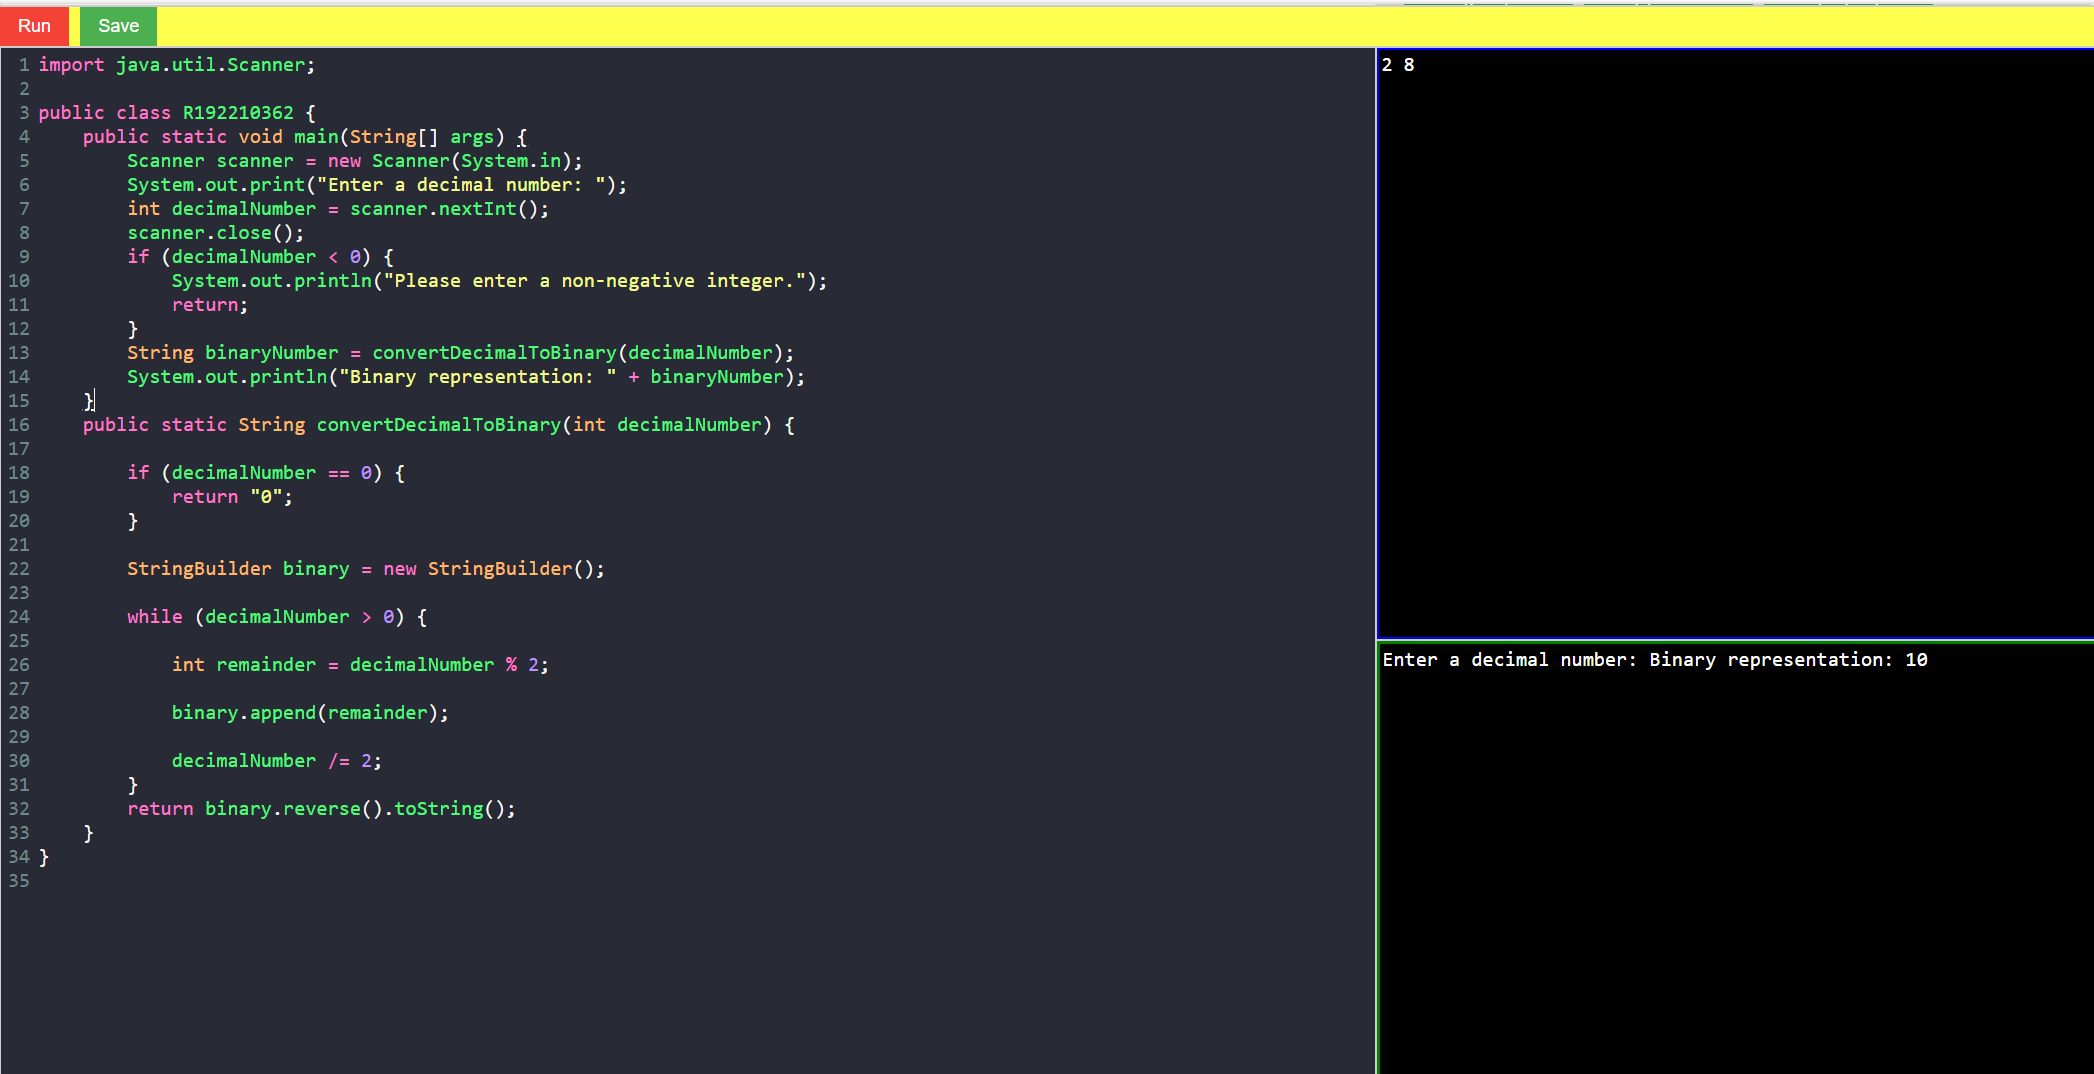 Run Save
1 import java.util.Scanner;
2
3 public class R192210362 {
4     public static void main(String[] args) {
5         Scanner scanner = new Scanner(System.in);
6         System.out.print("Enter a decimal number: ");
7         int decimalNumber = scanner.nextInt();
8         scanner.close();
9         if (decimalNumber < 0) {
10             System.out.println("Please enter a non-negative integer.");
11             return;
12         }
13         String binaryNumber = convertDecimalToBinary(decimalNumber);
14         System.out.println("Binary representation: " + binaryNumber);
15     }
16     public static String convertDecimalToBinary(int decimalNumber) {
17
18         if (decimalNumber == 0) {
19             return "0";
20         }
21
22         StringBuilder binary = new StringBuilder();
23
24         while (decimalNumber > 0) {
25
26             int remainder = decimalNumber % 2;
27
28             binary.append(remainder);
29
30             decimalNumber /= 2;
31         }
32         return binary.reverse().toString();
33     }
34 }
35
2 8
Enter a decimal number: Binary representation: 10